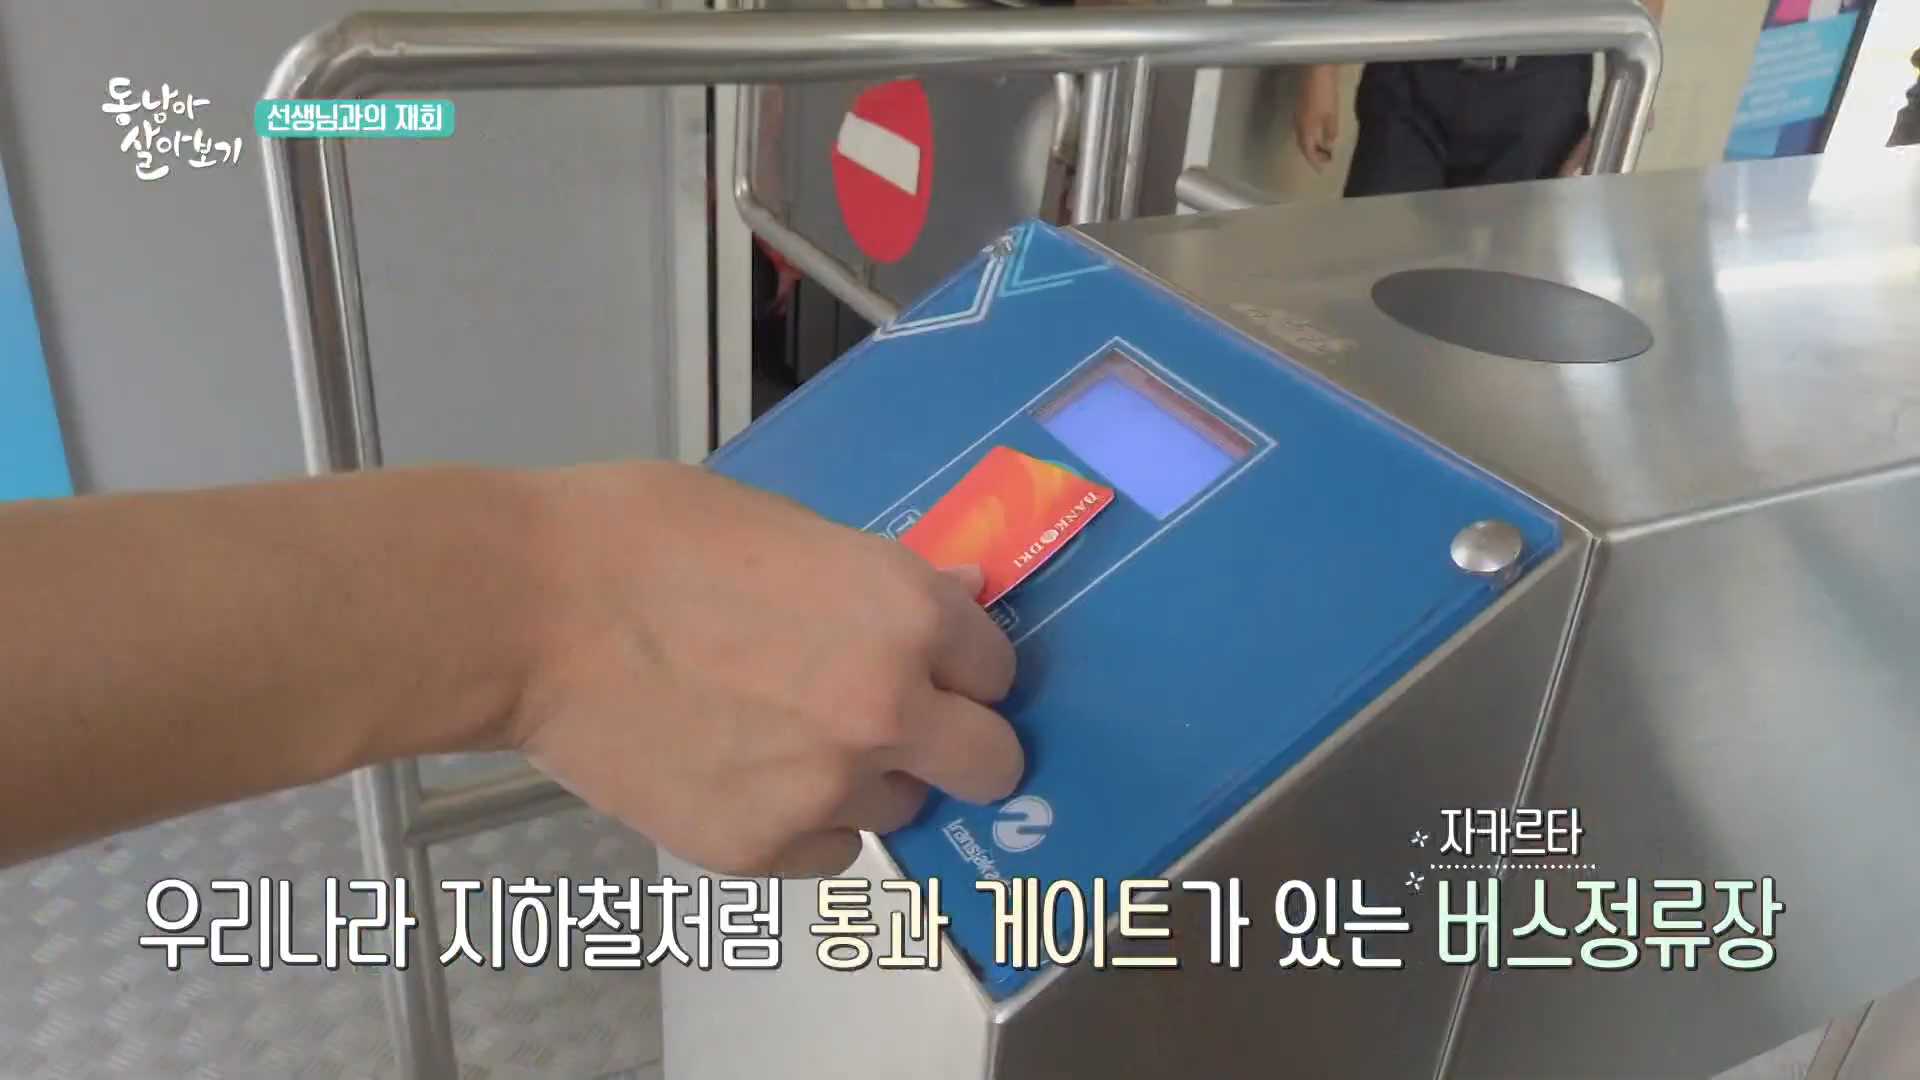 동남아
살아보기
선생님과의 재회
BANK DKI
자카르타
우리나라 지하철처럼 통과 게이트가 있는 버스정류장